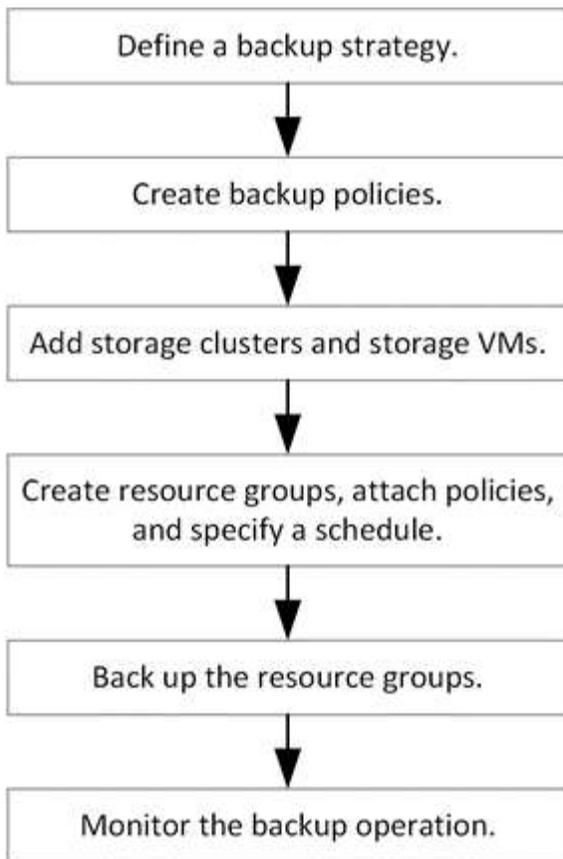 Define a backup strategy.
Create backup policies.
Add storage clusters and storage VMs.
Create resource groups, attach policies,
and specify a schedule.
Back up the resource groups.
Monitor the backup operation.